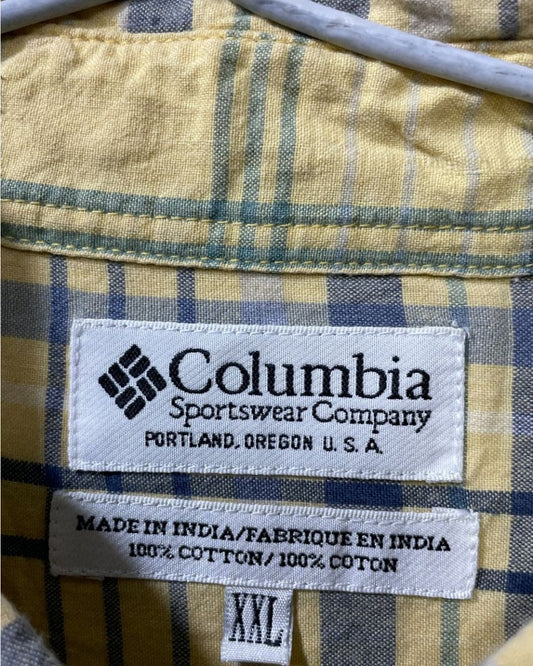 Columbia
Sportswear Company
PORTLAND, OREGON U. S. A.
MADE IN INDIA/FABRIQUE EN INDIA
100% COTTON/ 100% COTON
XXL